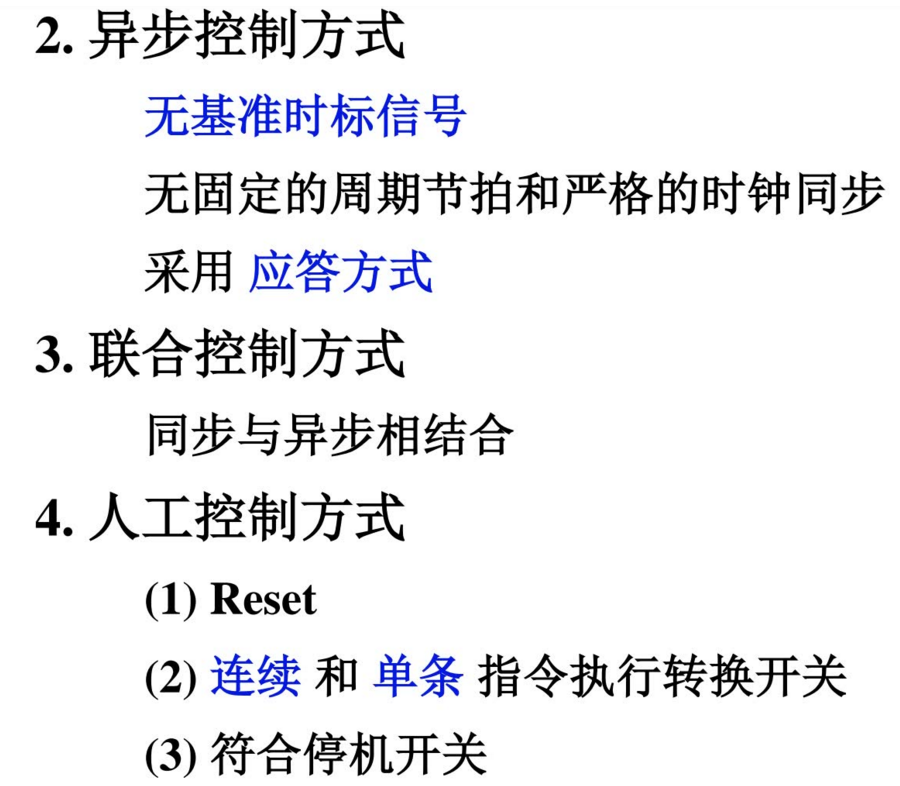 2. 异步控制方式
无基准时标信号
无固定的周期节拍和严格的时钟同步
采用 应答方式
3. 联合控制方式
同步与异步相结合
4. 人工控制方式
(1) Reset
(2) 连续 和 单条 指令执行转换开关
(3) 符合停机开关